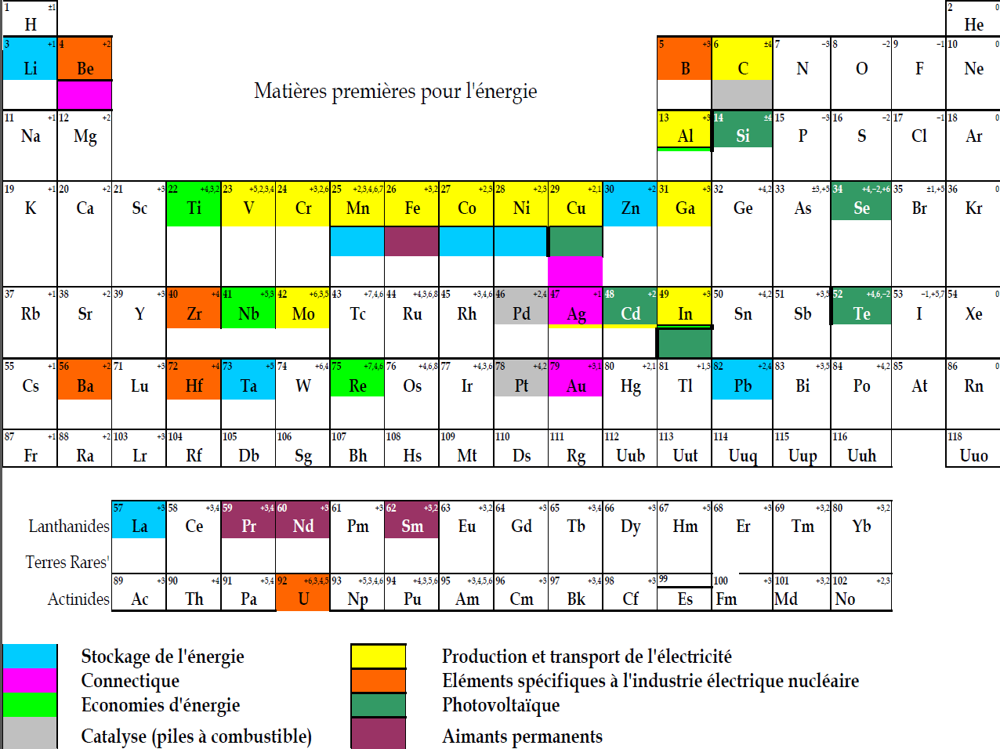 1 ±1 2 0
H He
3 +1 4 +2 5 +3 6 ±4 7 −3 8 −2 9 −1 10 0
Li Be B C N O F Ne
Matières premières pour l'énergie
11 +1 12 +2 13 +3 14 ±4 15 −3 16 −2 17 −1 18 0
Na Mg Al Si P S Cl Ar
19 +1 20 +2 21 +3 22 +4,3,2 23 +5,2,3,4 24 +3,2,6 25 +2,3,4,6,7 26 +3,2 27 +2,3 28 +2,3 29 +2,1 30 +2 31 +3 32 +4,2 33 ±3,+5 34 +4,−2,+6 35 ±1,+5 36 0
K Ca Sc Ti V Cr Mn Fe Co Ni Cu Zn Ga Ge As Se Br Kr
37 +1 38 +2 39 +3 40 +4 41 +5,3 42 +6,3,5 43 +7,4,6 44 +4,3,6,8 45 +3,4,6 46 +2,4 47 +1 48 +2 49 +3 50 +4,2 51 +3,5 52 +4,6,−2 53 −1,+5,7 54 0
Rb Sr Y Zr Nb Mo Tc Ru Rh Pd Ag Cd In Sn Sb Te I Xe
55 +1 56 +2 71 +3 72 +4 73 +5 74 +6,4 75 +7,4,6 76 +4,6,8 77 +4,3,6 78 +4,2 79 +3,1 80 +2,1 81 +1,3 82 +2,4 83 +3,5 84 +4,2 85 86 0
Cs Ba Lu Hf Ta W Re Os Ir Pt Au Hg Tl Pb Bi Po At Rn
87 +1 88 +2 103 +3 104 105 106 107 108 109 110 111 112 113 114 115 116 118
Fr Ra Lr Rf Db Sg Bh Hs Mt Ds Rg Uub Uut Uuq Uup Uuh Uuo
57 +3 58 +3,4 59 +3,4 60 +3 61 +3 62 +3,2 63 +3,2 64 +3 65 +3,4 66 +3 67 +5 68 +3 69 +3,2 80 +3,2
Lanthanides La Ce Pr Nd Pm Sm Eu Gd Tb Dy Hm Er Tm Yb
Terres Rares'
89 +3 90 +4 91 +5,4 92 +6,3,4,5 93 +5,3,4,6 94 +4,3,5,6 95 +3,4,5,6 96 +3 97 +3,4 98 +3 99 100 +3 101 +3,2 102 +2,3
Actinides Ac Th Pa U Np Pu Am Cm Bk Cf Es Fm Md No
Stockage de l'énergie
Connectique
Economies d'énergie
Catalyse (piles à combustible)
Production et transport de l'électricité
Eléments spécifiques à l'industrie électrique nucléaire
Photovoltaïque
Aimants permanents